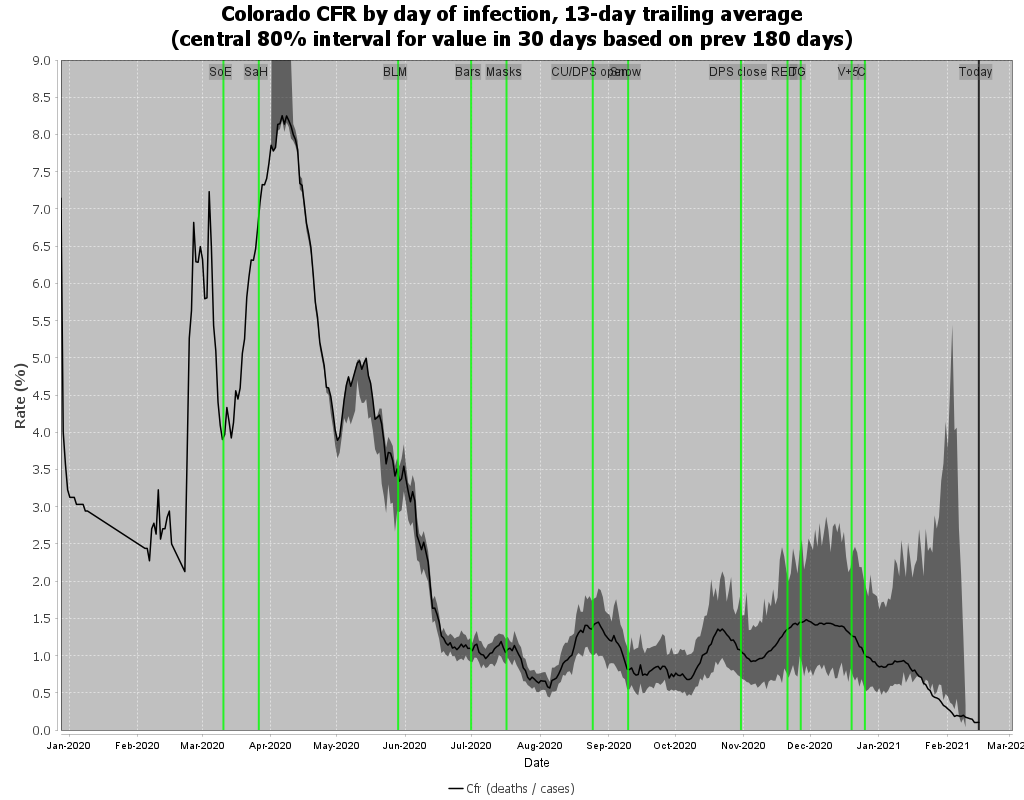 Colorado CFR by day of infection, 13-day trailing average
(central 80% interval for value in 30 days based on prev 180 days)
SoE SaH BLM Bars Masks CU/DPS open Snow DPS close RED TG V+5 C Today
9.0
8.5
8.0
7.5
7.0
6.5
6.0
5.5
5.0
4.5
4.0
3.5
3.0
2.5
2.0
1.5
1.0
0.5
0.0
Rate (%)
Jan-2020 Feb-2020 Mar-2020 Apr-2020 May-2020 Jun-2020 Jul-2020 Aug-2020 Sep-2020 Oct-2020 Nov-2020 Dec-2020 Jan-2021 Feb-2021 Mar-202
Date
Cfr (deaths / cases)